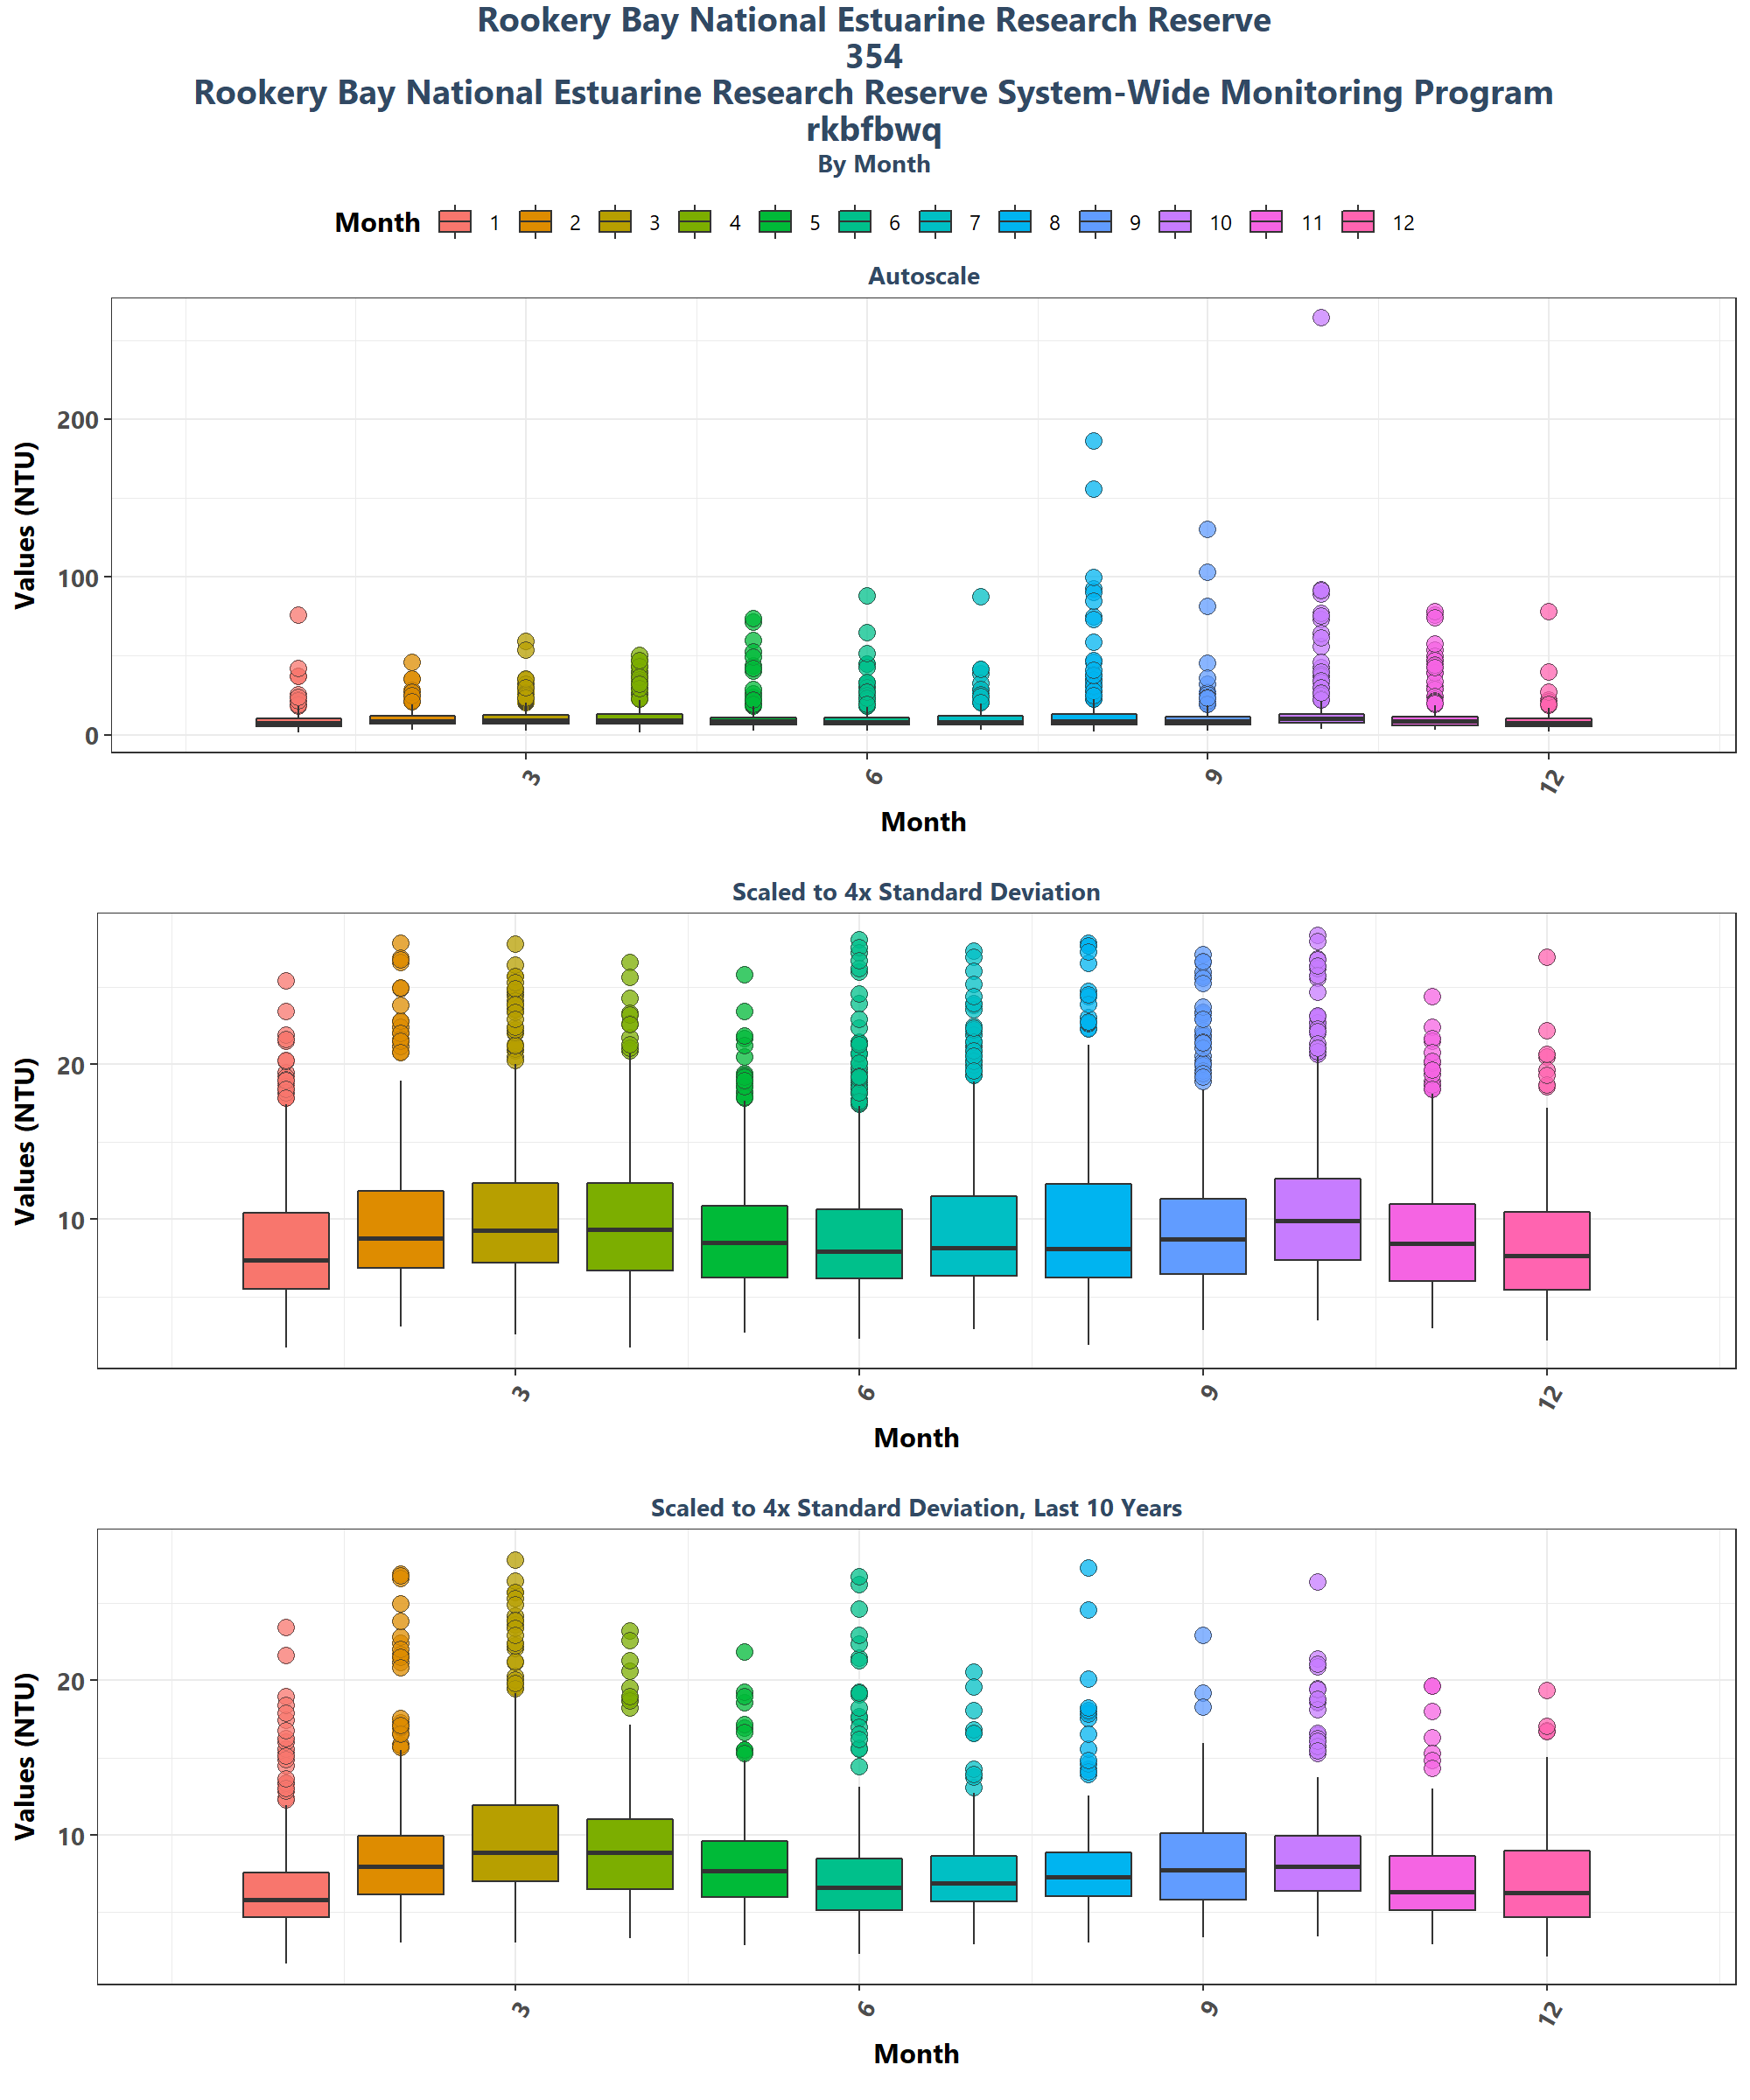 Rookery Bay National Estuarine Research Reserve
354
Rookery Bay National Estuarine Research Reserve System-Wide Monitoring Program
rkbfbwq
By Month
Month 1 2 3 4 5 6 7 8 9 10 11 12
Autoscale
Values (NTU)
200
100
0
3 6 9 12
Month
Scaled to 4x Standard Deviation
Values (NTU)
20
10
3 6 9 12
Month
Scaled to 4x Standard Deviation, Last 10 Years
Values (NTU)
20
10
3 6 9 12
Month